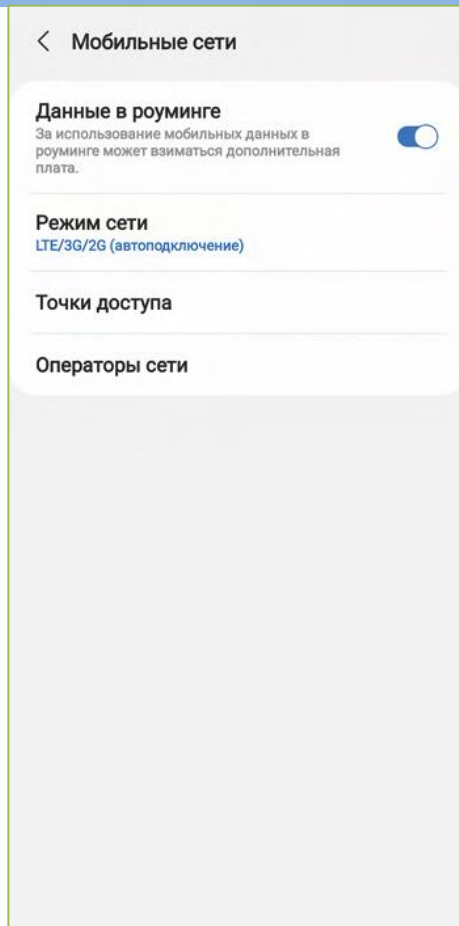 Мобильные сети
Данные в роуминге
За использование мобильных данных в
роуминге может взиматься дополнительная
плата.
Режим сети
LTE/3G/2G (автоподключение)
Точки доступа
Операторы сети